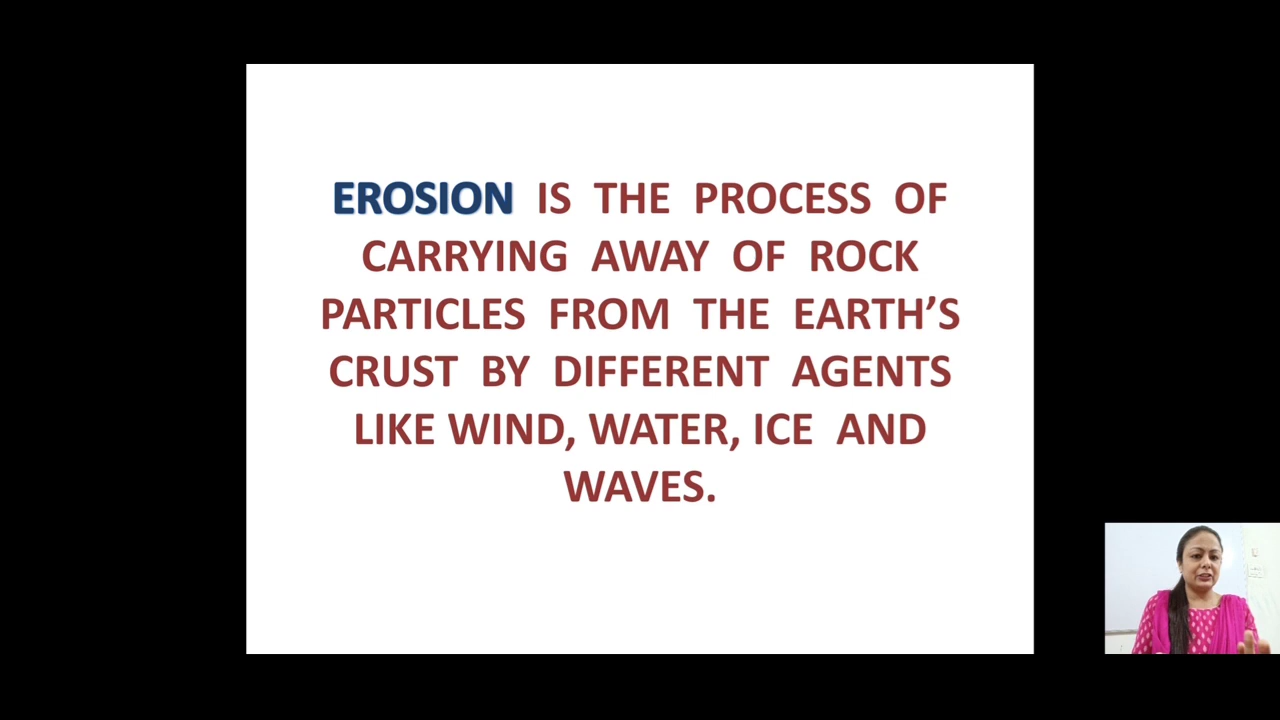 EROSION IS THE PROCESS OF
CARRYING AWAY OF ROCK
PARTICLES FROM THE EARTH’S
CRUST BY DIFFERENT AGENTS
LIKE WIND, WATER, ICE AND
WAVES.